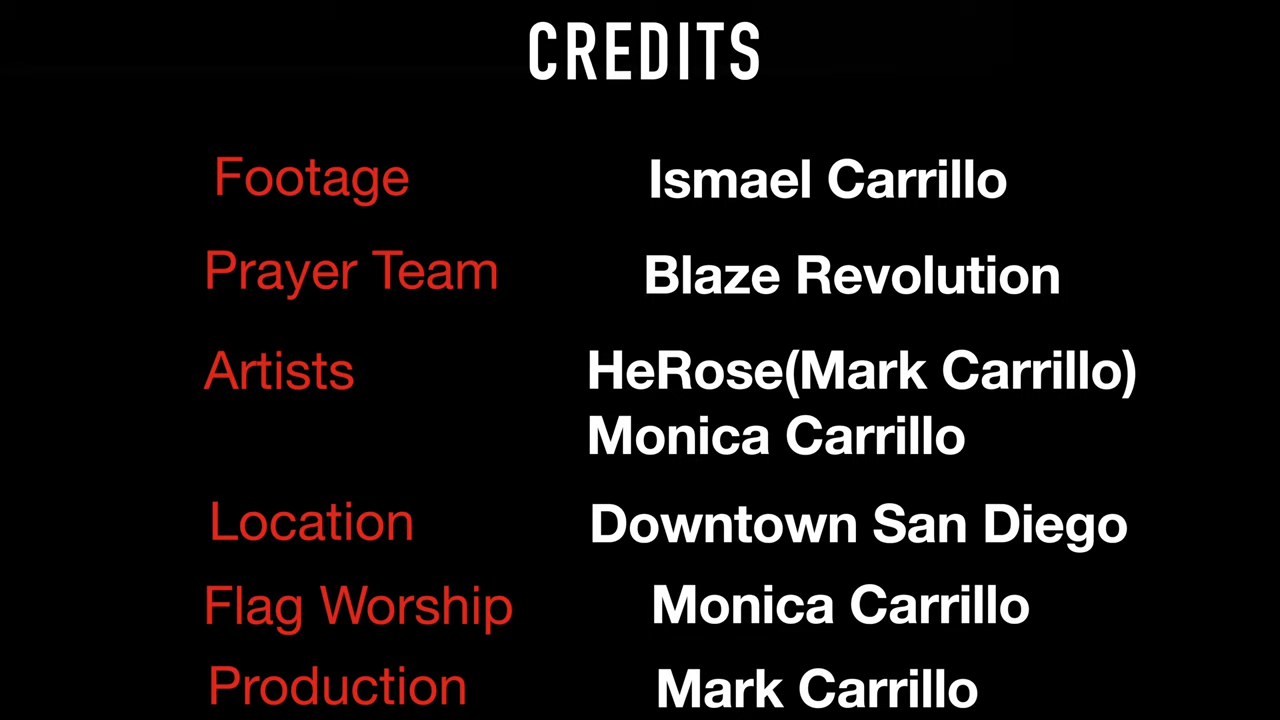 CREDITS
Footage Ismael Carrillo
Prayer Team Blaze Revolution
Artists HeRose(Mark Carrillo)
Monica Carrillo
Location Downtown San Diego
Flag Worship Monica Carrillo
Production Mark Carrillo